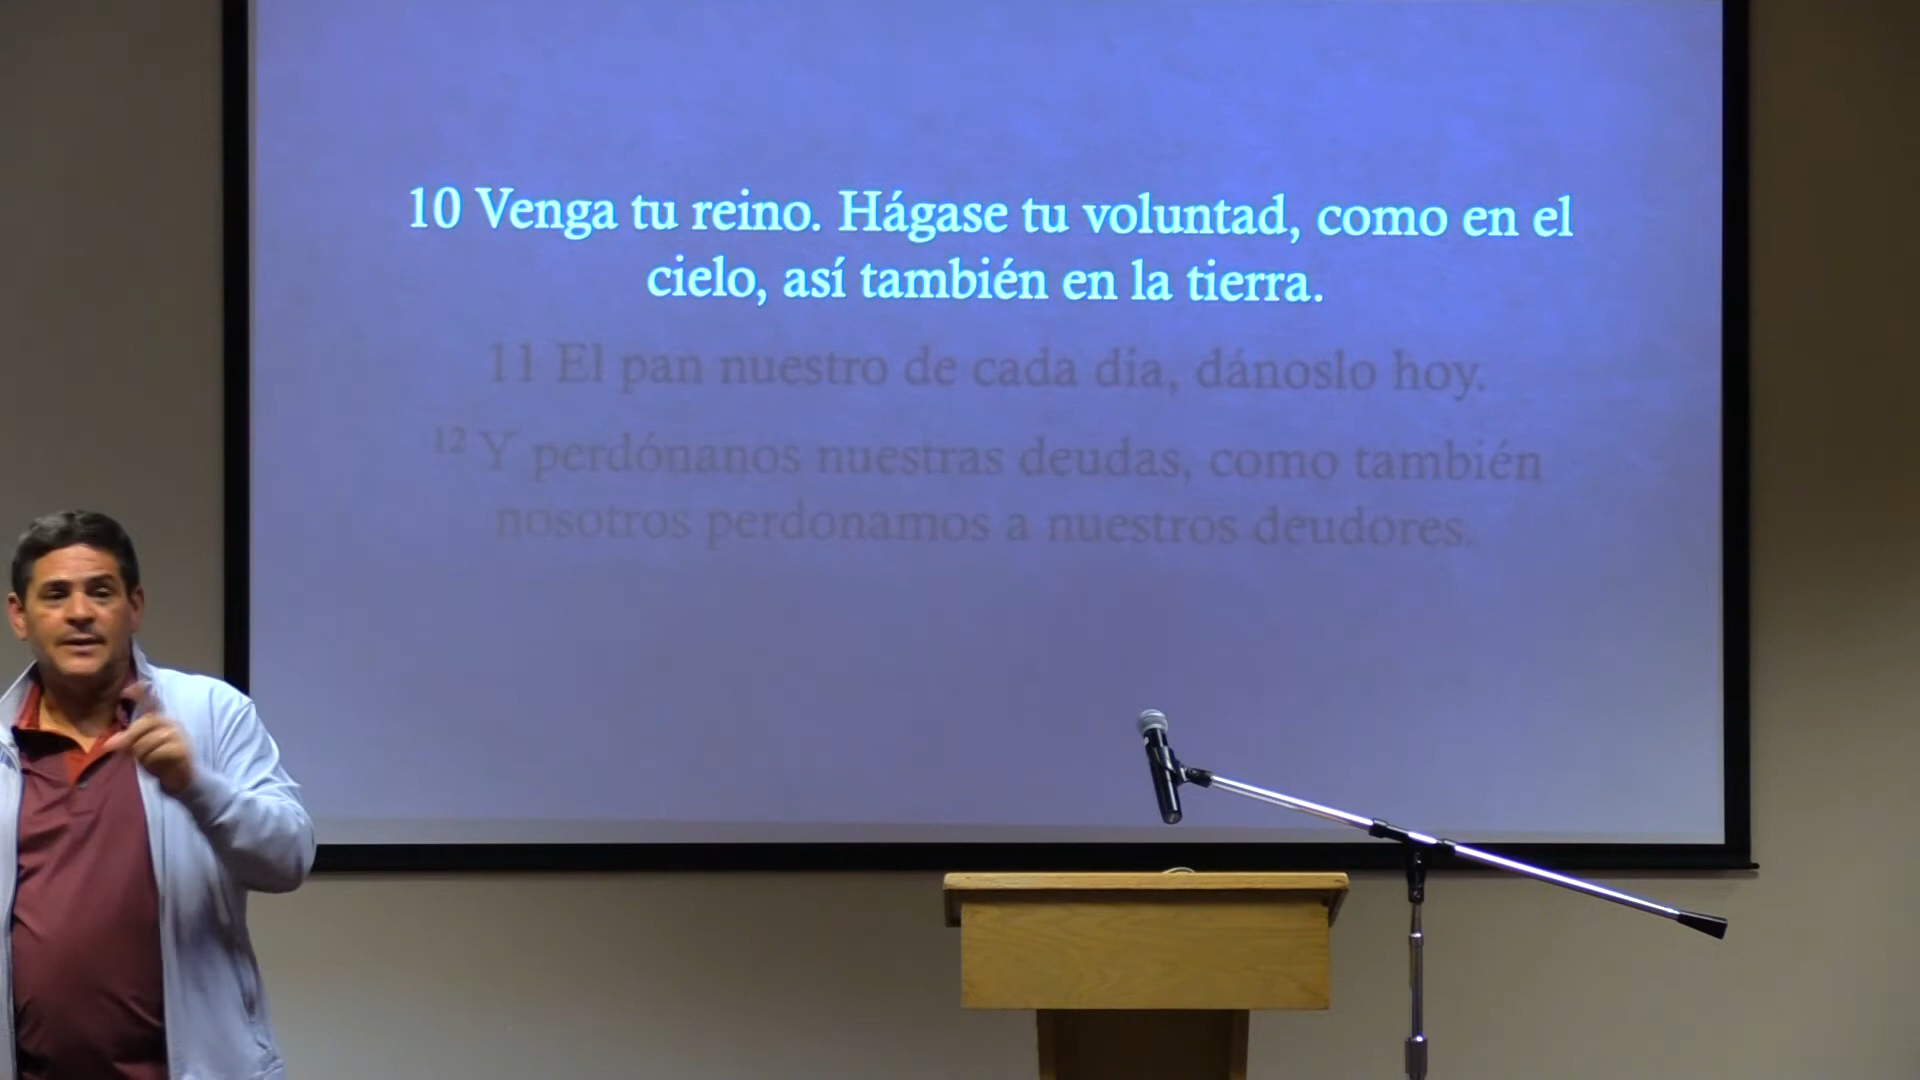 10 Venga tu reino. Hágase tu voluntad, como en el
cielo, así también en la tierra.
11 El pan nuestro de cada día, dánoslo hoy.
12 Y perdónanos nuestras deudas, como también
nosotros perdonamos a nuestros deudores.